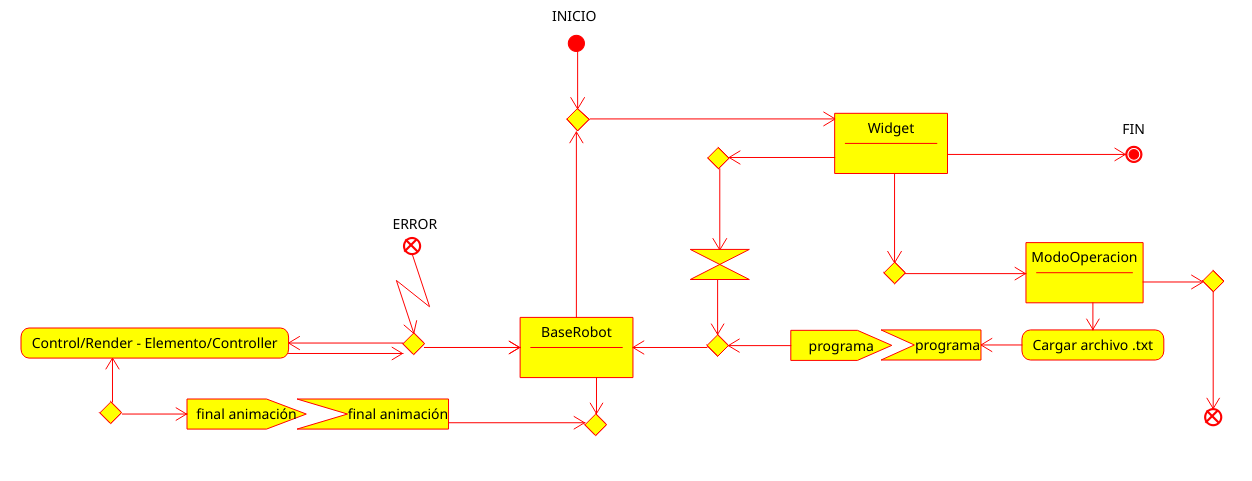 INICIO
Widget
FIN
ERROR
ModoOperacion
BaseRobot
Control/Render - Elemento/Controller
programa
programa
Cargar archivo .txt
final animación
final animación